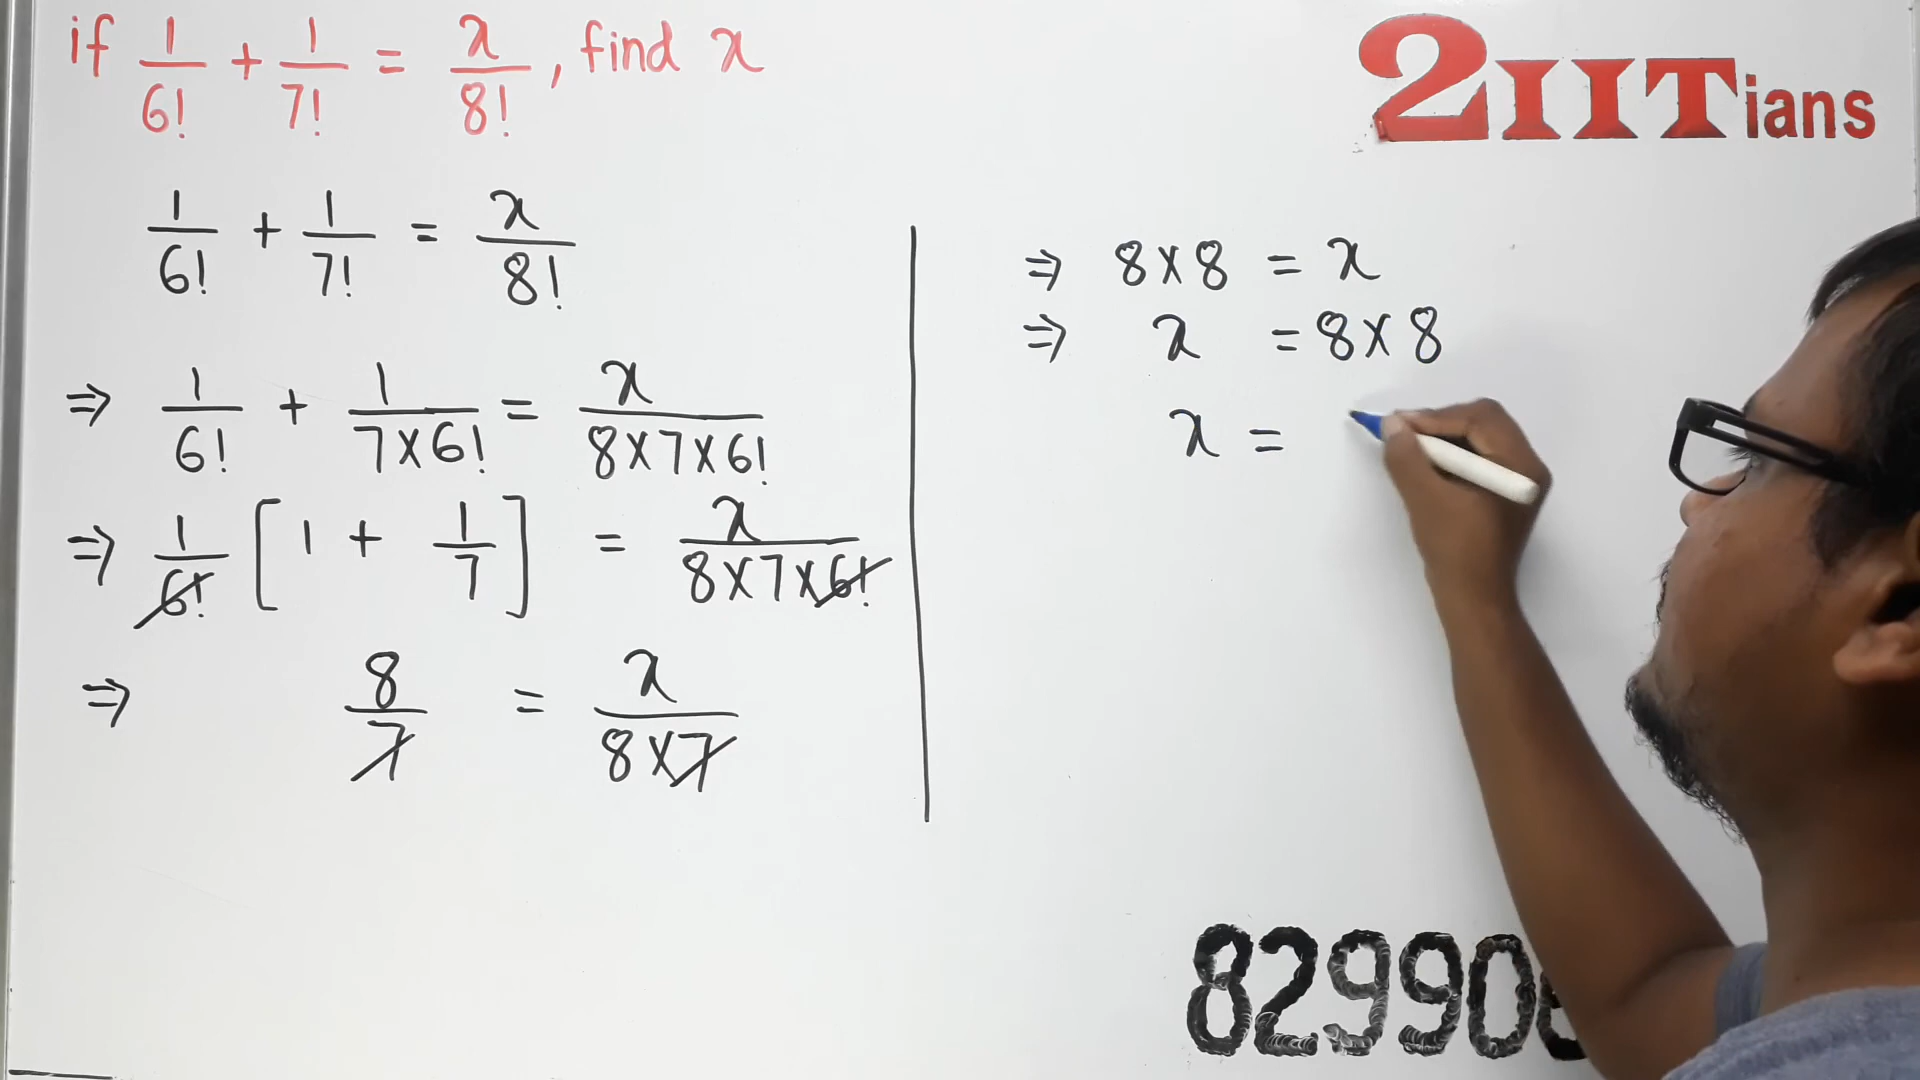 if 1/6! + 1/7! = x/8!, find x
2IITians
1/6! + 1/7! = x/8!
⇒ 1/6! + 1/7×6! = x/8×7×6!
⇒ 1/6! [1 + 1/7] = x/8×7×6!
⇒ 8/7 = x/8×7
⇒ 8×8 = x
⇒ x = 8×8
x =
82990